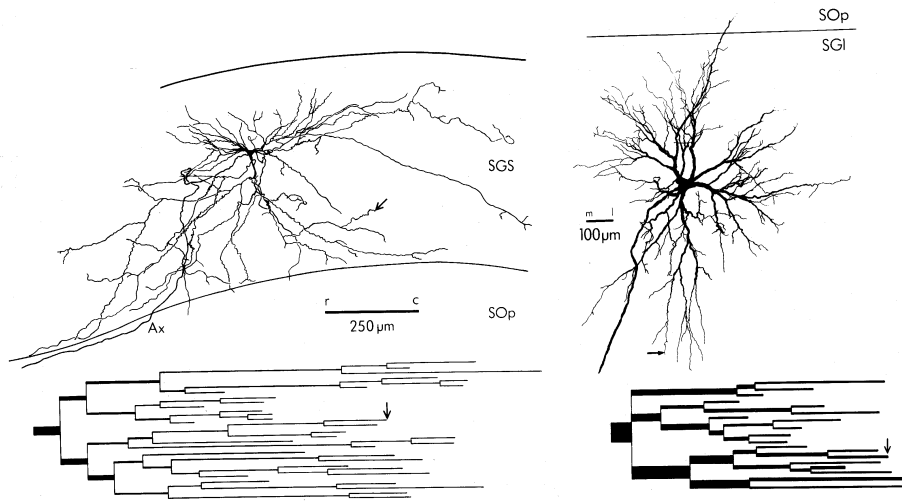 SOp
SGI
SGS
m l
100μm
r c
250 μm
SOp
Ax